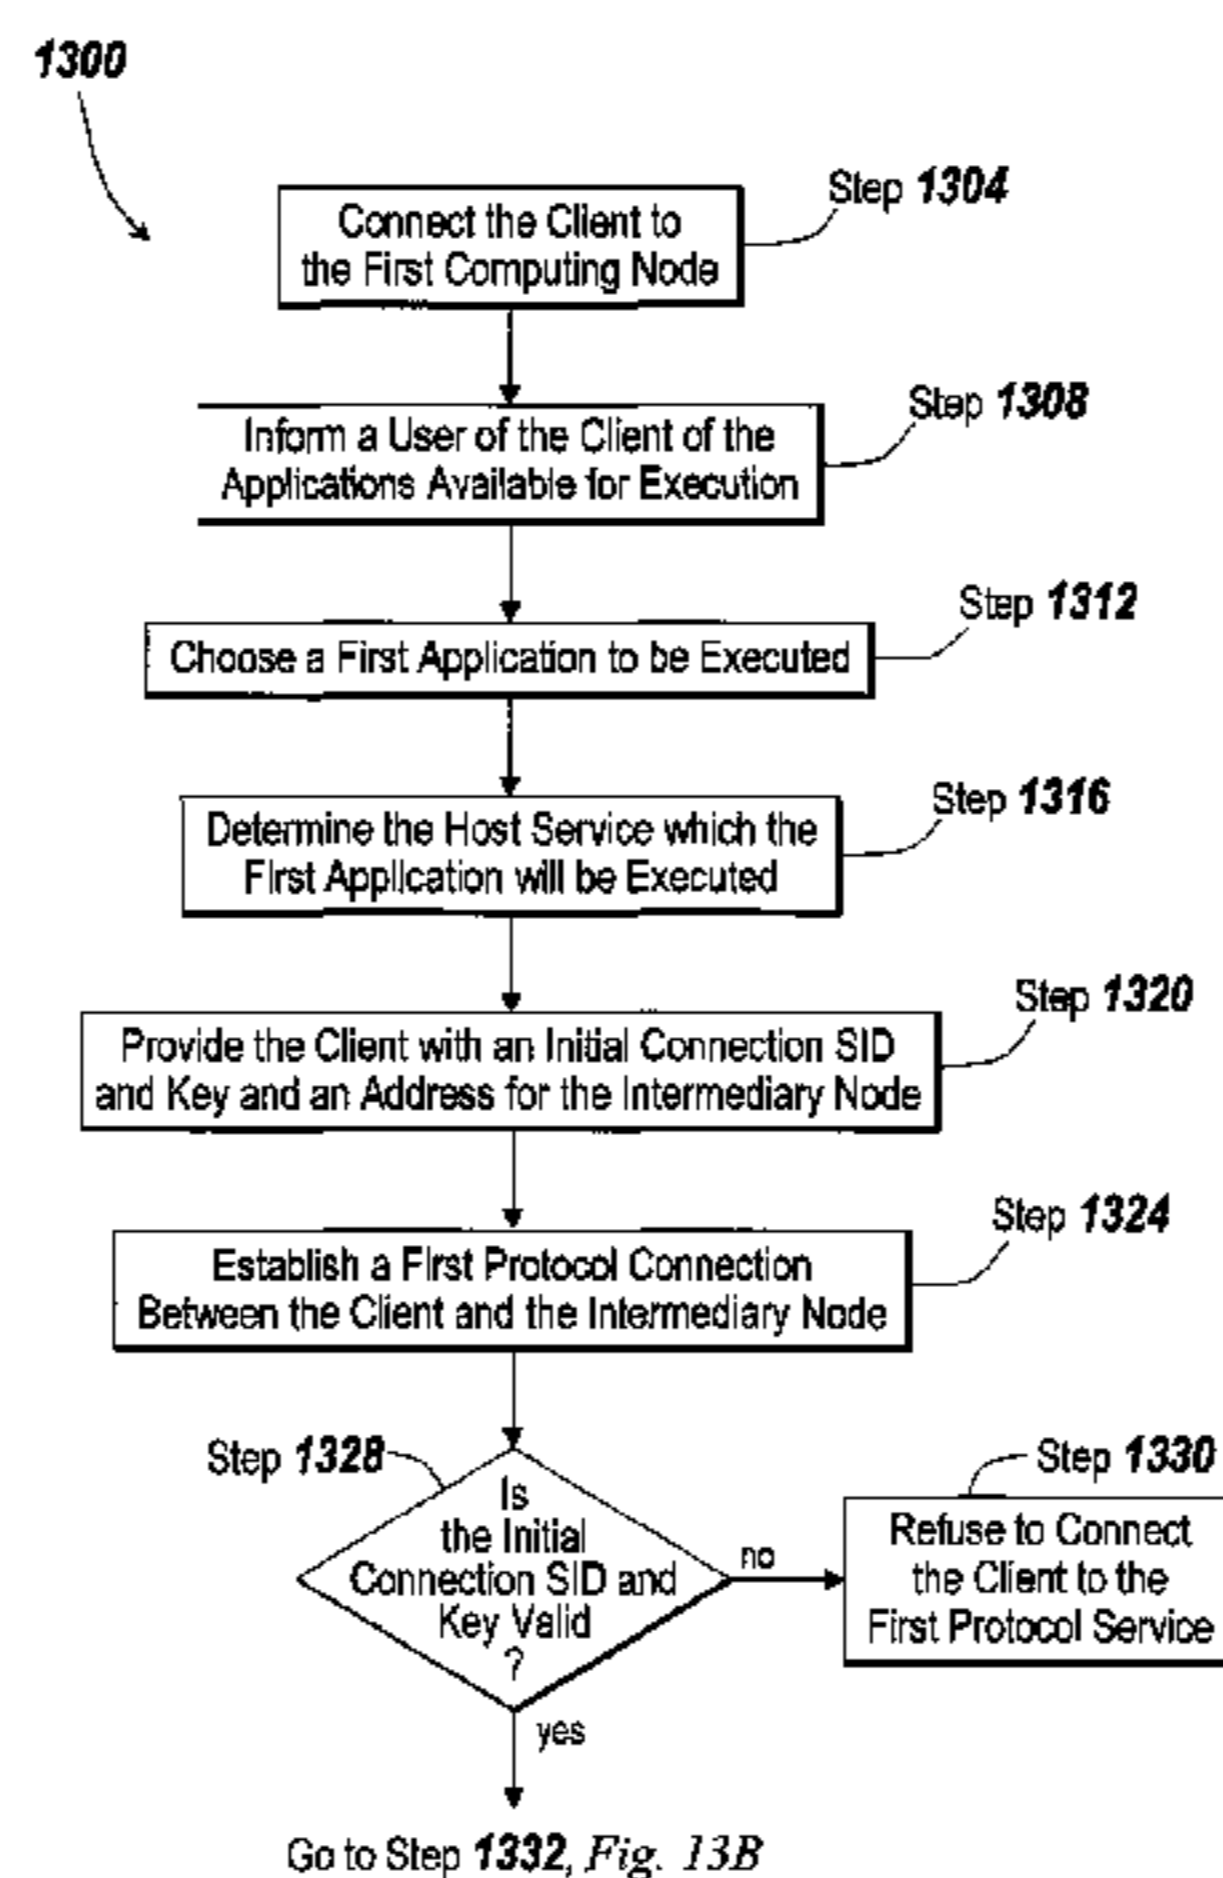 1300
Step 1304
Connect the Client to
the First Computing Node
Step 1308
Inform a User of the Client of the
Applications Available for Execution
Step 1312
Choose a First Application to be Executed
Step 1316
Determine the Host Service which the
First Application will be Executed
Step 1320
Provide the Client with an Initial Connection SID
and Key and an Address for the Intermediary Node
Step 1324
Establish a First Protocol Connection
Between the Client and the Intermediary Node
Step 1328
Is
the Initial
Connection SID and
Key Valid
?
no
Step 1330
Refuse to Connect
the Client to the
First Protocol Service
yes
Go to Step 1332, Fig. 13B